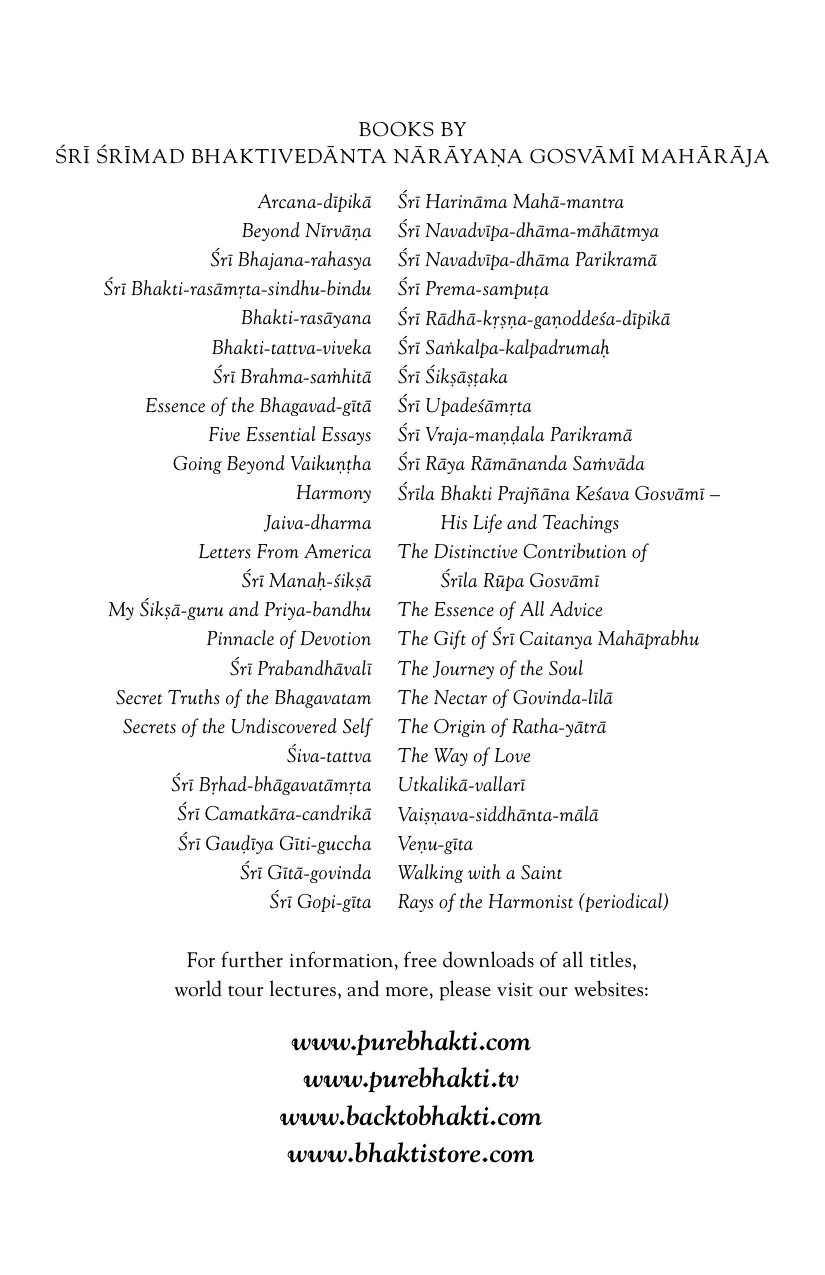 BOOKS BY
ŚRĪ ŚRĪMAD BHAKTIVEDĀNTA NĀRĀYAṆA GOSVĀMĪ MAHĀRĀJA
Arcana-dīpikā
Beyond Nīrvāṇa
Śrī Bhajana-rahasya
Śrī Bhakti-rasāmṛta-sindhu-bindu
Bhakti-rasāyana
Bhakti-tattva-viveka
Śrī Brahma-saṁhitā
Essence of the Bhagavad-gītā
Five Essential Essays
Going Beyond Vaikuṇṭha
Harmony
Jaiva-dharma
Letters From America
Śrī Manaḥ-śikṣā
My Śikṣā-guru and Priya-bandhu
Pinnacle of Devotion
Śrī Prabandhāvalī
Secret Truths of the Bhagavatam
Secrets of the Undiscovered Self
Śiva-tattva
Śrī Bṛhad-bhāgavatāmṛta
Śrī Camatkāra-candrikā
Śrī Gauḍīya Gīti-guccha
Śrī Gītā-govinda
Śrī Gopi-gīta
Śrī Harināma Mahā-mantra
Śrī Navadvīpa-dhāma-māhātmya
Śrī Navadvīpa-dhāma Parikramā
Śrī Prema-sampuṭa
Śrī Rādhā-kṛṣṇa-gaṇoddeśa-dīpikā
Śrī Saṅkalpa-kalpadrumaḥ
Śrī Śikṣāṣṭaka
Śrī Upadeśāmṛta
Śrī Vraja-maṇḍala Parikramā
Śrī Rāya Rāmānanda Saṁvāda
Śrīla Bhakti Prajñāna Keśava Gosvāmī –
His Life and Teachings
The Distinctive Contribution of
Śrīla Rūpa Gosvāmī
The Essence of All Advice
The Gift of Śrī Caitanya Mahāprabhu
The Journey of the Soul
The Nectar of Govinda-līlā
The Origin of Ratha-yātrā
The Way of Love
Utkalikā-vallarī
Vaiṣṇava-siddhānta-mālā
Veṇu-gīta
Walking with a Saint
Rays of the Harmonist (periodical)
For further information, free downloads of all titles,
world tour lectures, and more, please visit our websites:
www.purebhakti.com
www.purebhakti.tv
www.backtobhakti.com
www.bhaktistore.com